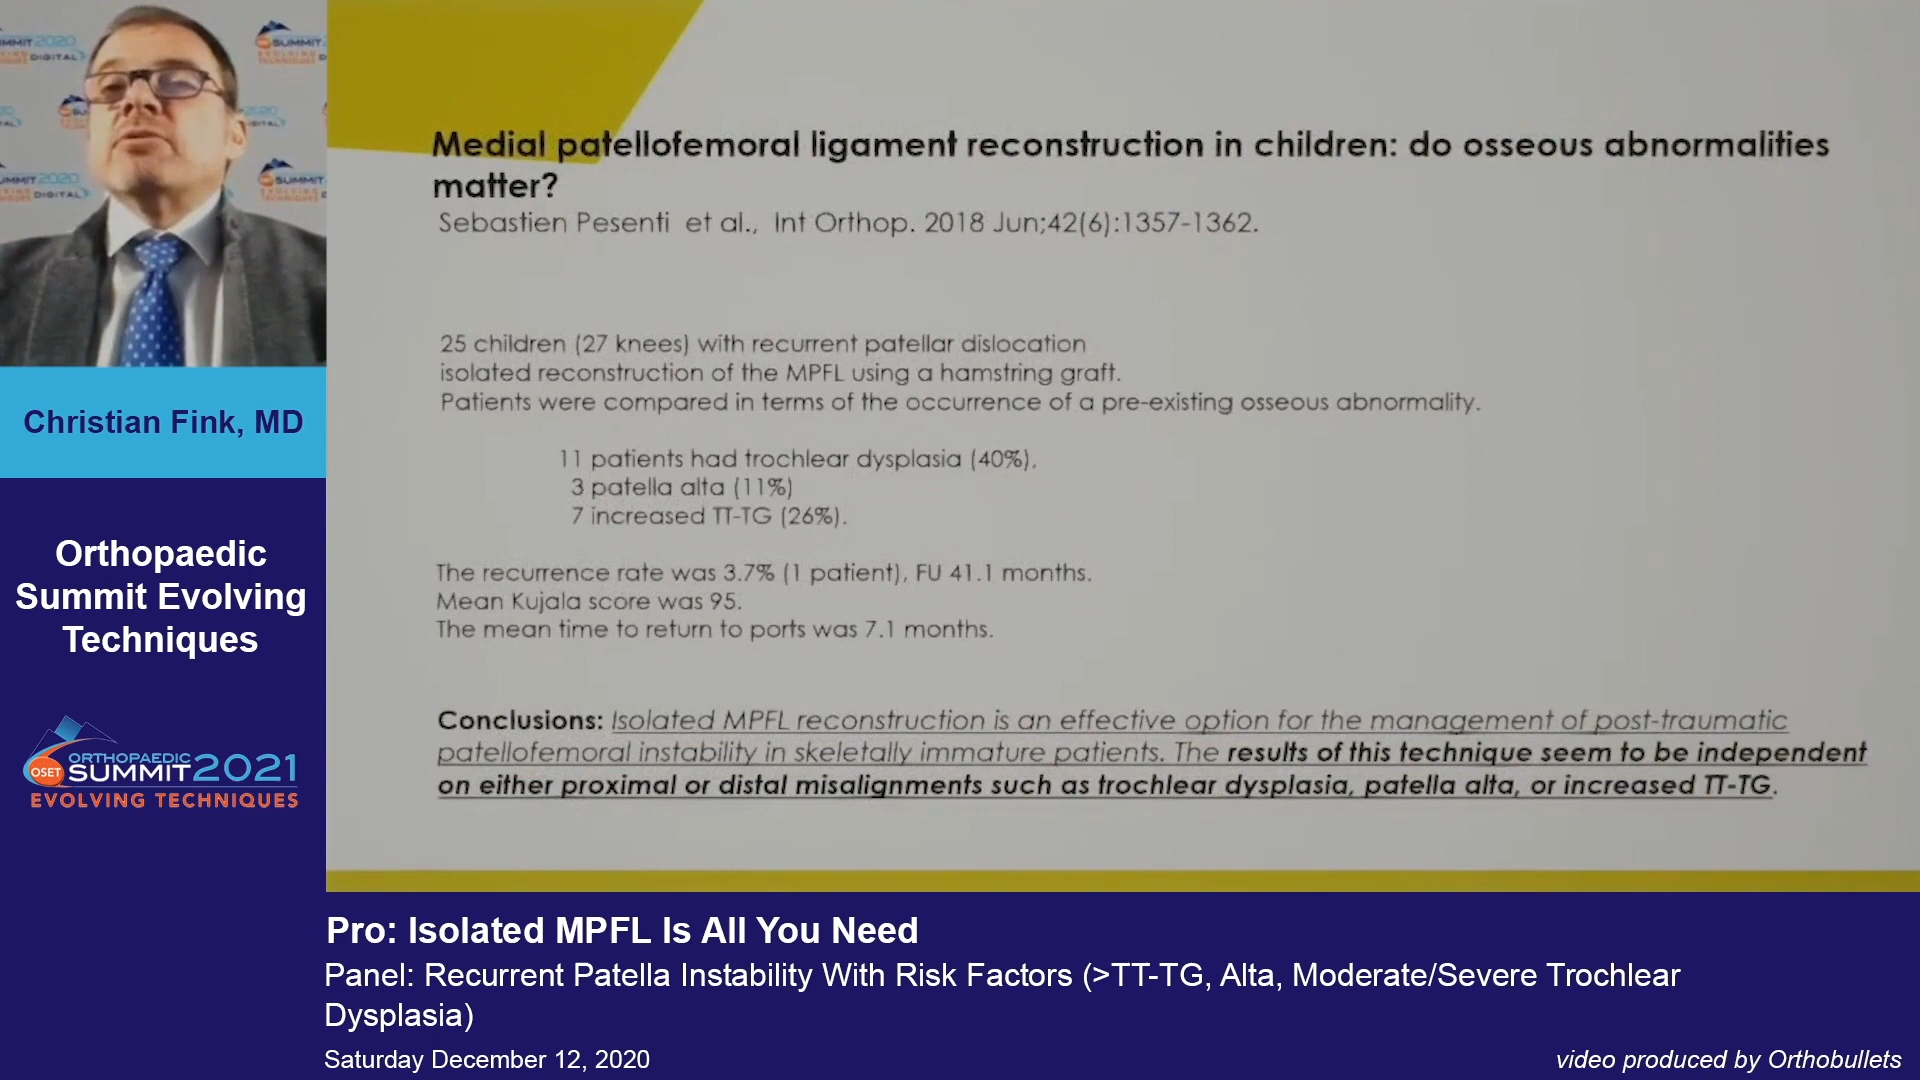 SUMMIT 2020
EVOLVING
TECHNIQUES DIGITAL
Medial patellofemoral ligament reconstruction in children: do osseous abnormalities
matter?
Sebastien Pesenti et al., Int Orthop. 2018 Jun;42(6):1357-1362.
25 children (27 knees) with recurrent patellar dislocation
isolated reconstruction of the MPFL using a hamstring graft.
Patients were compared in terms of the occurrence of a pre-existing osseous abnormality.
11 patients had trochlear dysplasia (40%),
3 patella alta (11%)
7 increased TT-TG (26%).
The recurrence rate was 3.7% (1 patient), FU 41.1 months.
Mean Kujala score was 95.
The mean time to return to ports was 7.1 months.
Conclusions: Isolated MPFL reconstruction is an effective option for the management of post-traumatic
patellofemoral instability in skeletally immature patients. The results of this technique seem to be independent
on either proximal or distal misalignments such as trochlear dysplasia, patella alta, or increased TT-TG.
Christian Fink, MD
Orthopaedic
Summit Evolving
Techniques
ORTHOPAEDIC
OSET SUMMIT 2021
EVOLVING TECHNIQUES
Pro: Isolated MPFL Is All You Need
Panel: Recurrent Patella Instability With Risk Factors (>TT-TG, Alta, Moderate/Severe Trochlear
Dysplasia)
Saturday December 12, 2020
video produced by Orthobullets